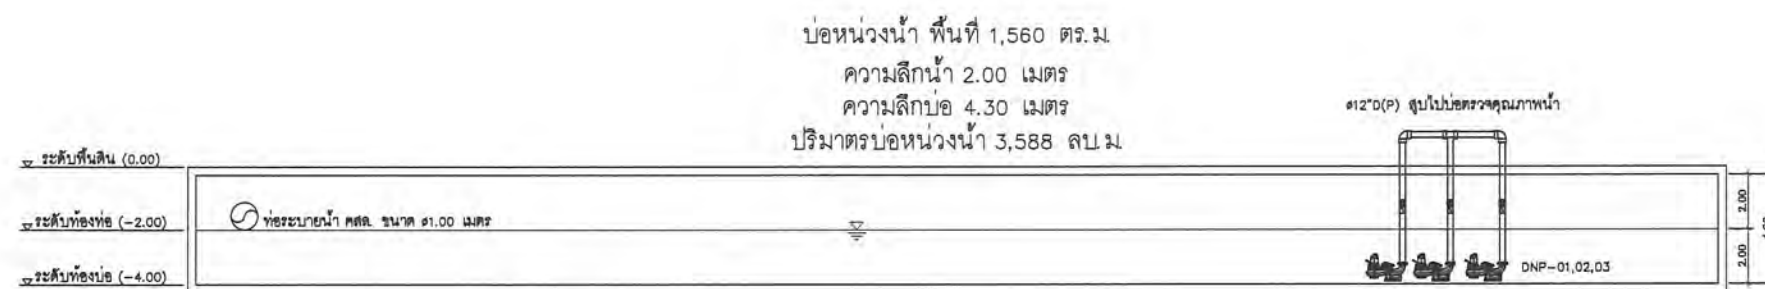 บ่อหน่วงน้ำ พื้นที่ 1,560 ตร.ม.
ความลึกน้ำ 2.00 เมตร
ความลึกบ่อ 4.30 เมตร
ปริมาตรบ่อหน่วงน้ำ 3,588 ลบ.ม.
ø12"D(P) สูบไปบ่อตรวจคุณภาพน้ำ
ระดับพื้นดิน (0.00)
ระดับท้องท่อ (-2.00)
ท่อระบายน้ำ คสล. ขนาด ø1.00 เมตร
2.00
2.00
ระดับท้องบ่อ (-4.00)
DNP-01,02,03